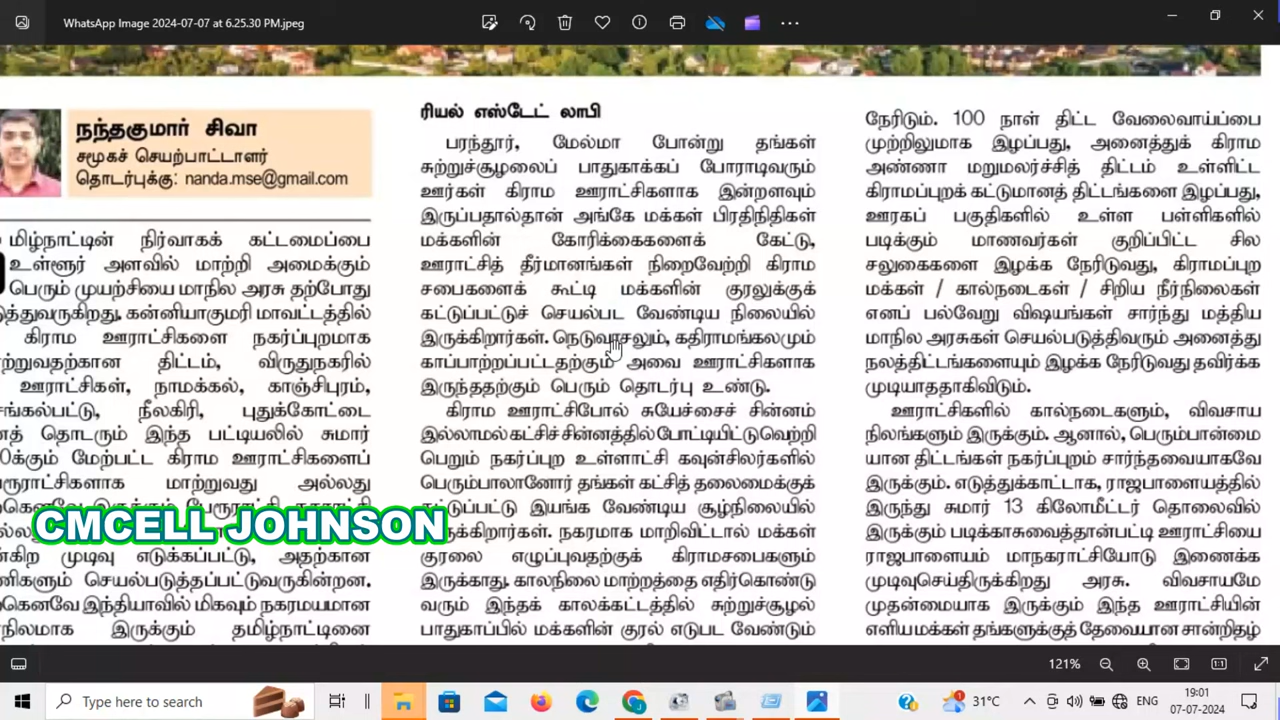 WhatsApp Image 2024-07-07 at 6.25.30 PM.jpeg
நந்தகுமார் சிவா
சமூகச் செயற்பாட்டாளர்
தொடர்புக்கு: nanda.mse@gmail.com
மிழ்நாட்டின் நிர்வாகக் கட்டமைப்பை
உள்ளூர் அளவில் மாற்றி அமைக்கும்
பெரும் முயற்சியை மாநில அரசு தற்போது
த்துவருகிறது. கன்னியாகுமரி மாவட்டத்தில்
கிராம ஊராட்சிகளை நகர்ப்புறமாக
ற்றுவதற்கான திட்டம், விருதுநகரில்
ஊராட்சிகள், நாமக்கல், காஞ்சிபுரம்,
ங்கல்பட்டு, நீலகிரி, புதுக்கோட்டை
னத் தொடரும் இந்த பட்டியலில் சுமார்
0க்கும் மேற்பட்ட கிராம ஊராட்சிகளைப்
ரூராட்சிகளாக மாற்றுவது அல்லது
CMCELL JOHNSON
கிற முடிவு எடுக்கப்பட்டு, அதற்கான
ணிகளும் செயல்படுத்தப்பட்டுவருகின்றன.
கெனவே இந்தியாவில் மிகவும் நகரமயமான
நிலமாக இருக்கும் தமிழ்நாட்டினை
ரியல் எஸ்டேட் லாபி
பரந்தூர், மேல்மா போன்று தங்கள்
சுற்றுச்சூழலைப் பாதுகாக்கப் போராடிவரும்
ஊர்கள் கிராம ஊராட்சிகளாக இன்றளவும்
இருப்பதால்தான் அங்கே மக்கள் பிரதிநிதிகள்
மக்களின் கோரிக்கைகளைக் கேட்டு,
ஊராட்சித் தீர்மானங்கள் நிறைவேற்றி கிராம
சபைகளைக் கூட்டி மக்களின் குரலுக்குக்
கட்டுப்பட்டுச் செயல்பட வேண்டிய நிலையில்
இருக்கிறார்கள். நெடுவாசலும், கதிராமங்கலமும்
காப்பாற்றப்பட்டதற்கும் அவை ஊராட்சிகளாக
இருந்ததற்கும் பெரும் தொடர்பு உண்டு.
கிராம ஊராட்சிபோல் சுயேச்சைச் சின்னம்
இல்லாமல் கட்சிச் சின்னத்தில் போட்டியிட்டு வெற்றி
பெறும் நகர்ப்புற உள்ளாட்சி கவுன்சிலர்களில்
பெரும்பாலானோர் தங்கள் கட்சித் தலைமைக்குக்
கட்டுப்பட்டு இயங்க வேண்டிய சூழ்நிலையில்
இருக்கிறார்கள். நகரமாக மாறிவிட்டால் மக்கள்
குரலை எழுப்புவதற்குக் கிராமசபைகளும்
இருக்காது. காலநிலை மாற்றத்தை எதிர்கொண்டு
வரும் இந்தக் காலக்கட்டத்தில் சுற்றுச்சூழல்
பாதுகாப்பில் மக்களின் குரல் எடுபட வேண்டும்
நேரிடும். 100 நாள் திட்ட வேலைவாய்ப்பை
முற்றிலுமாக இழப்பது, அனைத்துக் கிராம
அண்ணா மறுமலர்ச்சித் திட்டம் உள்ளிட்ட
கிராமப்புறக் கட்டுமானத் திட்டங்களை இழப்பது,
ஊரகப் பகுதிகளில் உள்ள பள்ளிகளில்
படிக்கும் மாணவர்கள் குறிப்பிட்ட சில
சலுகைகளை இழக்க நேரிடுவது, கிராமப்புற
மக்கள் / கால்நடைகள் / சிறிய நீர்நிலைகள்
எனப் பல்வேறு விஷயங்கள் சார்ந்து மத்திய
மாநில அரசுகள் செயல்படுத்திவரும் அனைத்து
நலத்திட்டங்களையும் இழக்க நேரிடுவது தவிர்க்க
முடியாததாகிவிடும்.
ஊராட்சிகளில் கால்நடைகளும், விவசாய
நிலங்களும் இருக்கும். ஆனால், பெரும்பான்மை
யான திட்டங்கள் நகர்ப்புறம் சார்ந்தவையாகவே
இருக்கும். எடுத்துக்காட்டாக, ராஜபாளையத்தில்
இருந்து சுமார் 13 கிலோமீட்டர் தொலைவில்
இருக்கும் படிக்காசுவைத்தான்பட்டி ஊராட்சியை
ராஜபாளையம் மாநகராட்சியோடு இணைக்க
முடிவுசெய்திருக்கிறது அரசு. விவசாயமே
முதன்மையாக இருக்கும் இந்த ஊராட்சியின்
எளிய மக்கள் தங்களுக்குத் தேவையான சான்றிதழ்
121%
Type here to search
31°C
ENG
19:01
07-07-2024